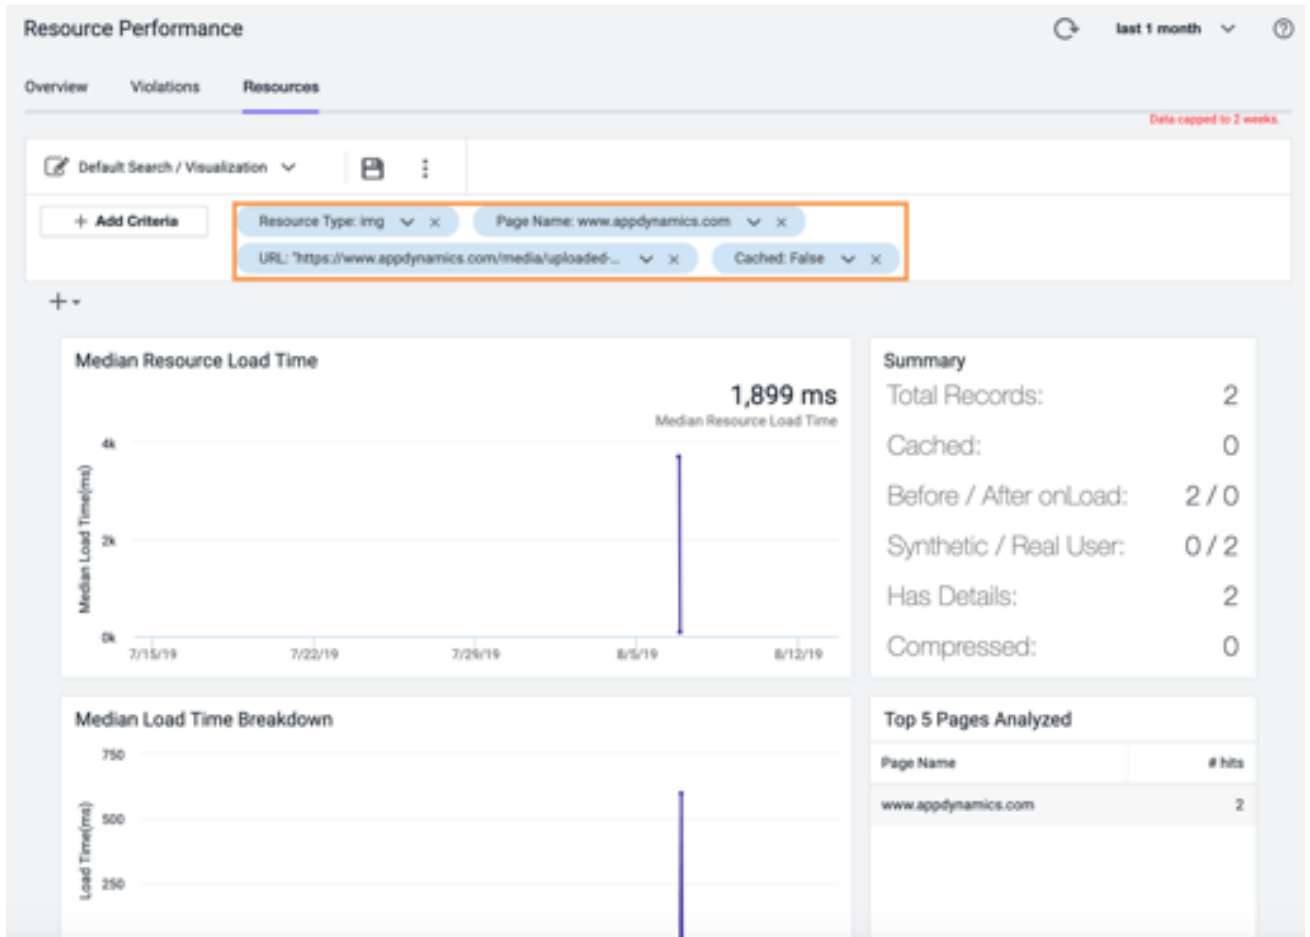 Resource Performance
last 1 month
Overview Violations Resources
Data capped to 2 weeks.
Default Search / Visualization
+ Add Criteria
Resource Type: img
Page Name: www.appdynamics.com
URL: "https://www.appdynamics.com/media/uploaded-...
Cached: False
Median Resource Load Time
1,899 ms
Median Resource Load Time
4k
2k
0k
Median Load Time(ms)
7/15/19 7/22/19 7/29/19 8/5/19 8/12/19
Summary
Total Records: 2
Cached: 0
Before / After onLoad: 2 / 0
Synthetic / Real User: 0 / 2
Has Details: 2
Compressed: 0
Median Load Time Breakdown
750
500
250
Load Time(ms)
Top 5 Pages Analyzed
Page Name # hits
www.appdynamics.com 2